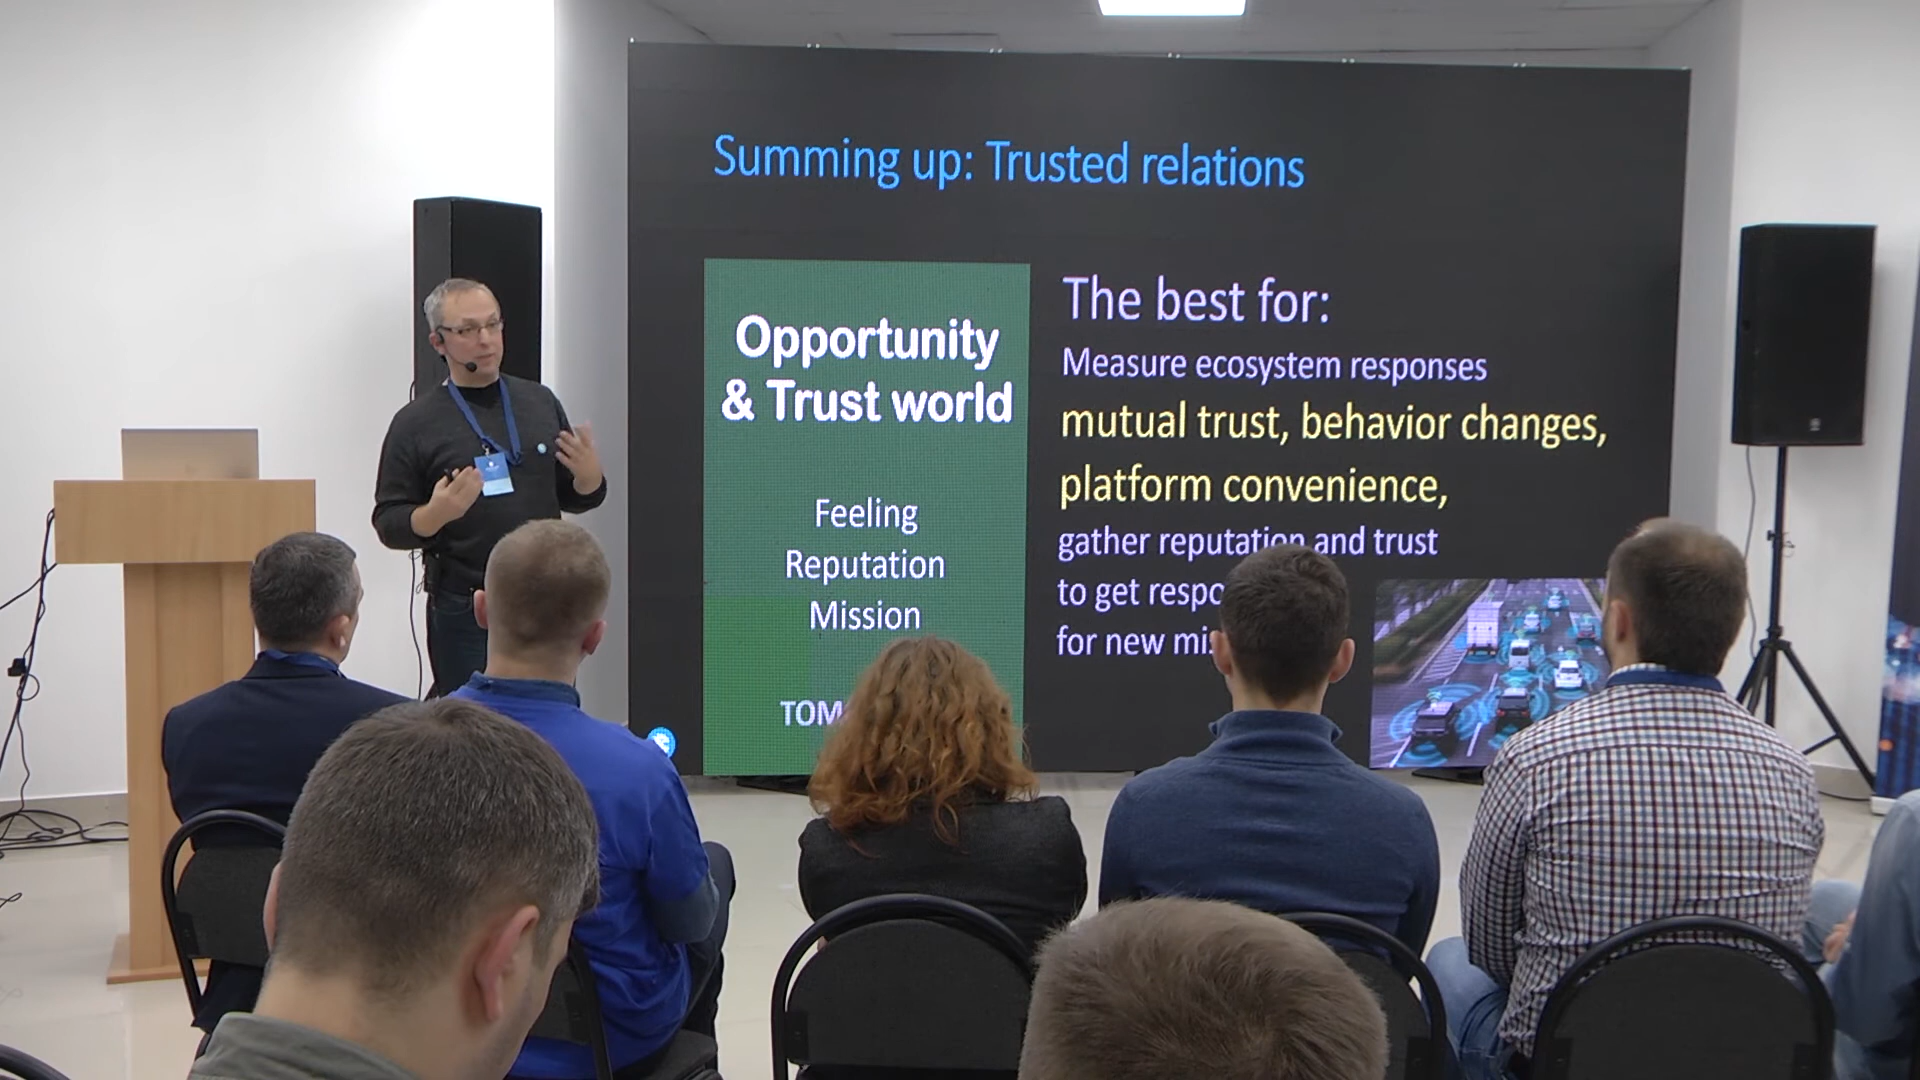 Summing up: Trusted relations
Opportunity
& Trust world
Feeling
Reputation
Mission
The best for:
Measure ecosystem responses
mutual trust, behavior changes,
platform convenience,
gather reputation and trust
to get
for new